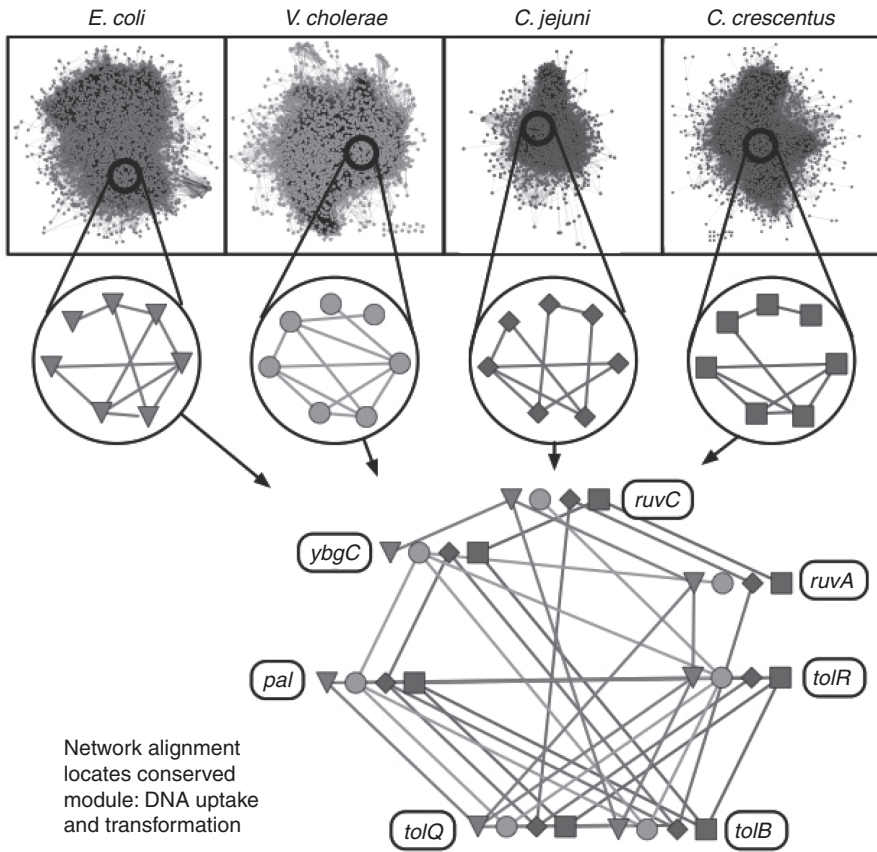 E. coli
V. cholerae
C. jejuni
C. crescentus
ruvC
ybgC
ruvA
pal
tolR
Network alignment
locates conserved
module: DNA uptake
and transformation
tolQ
tolB